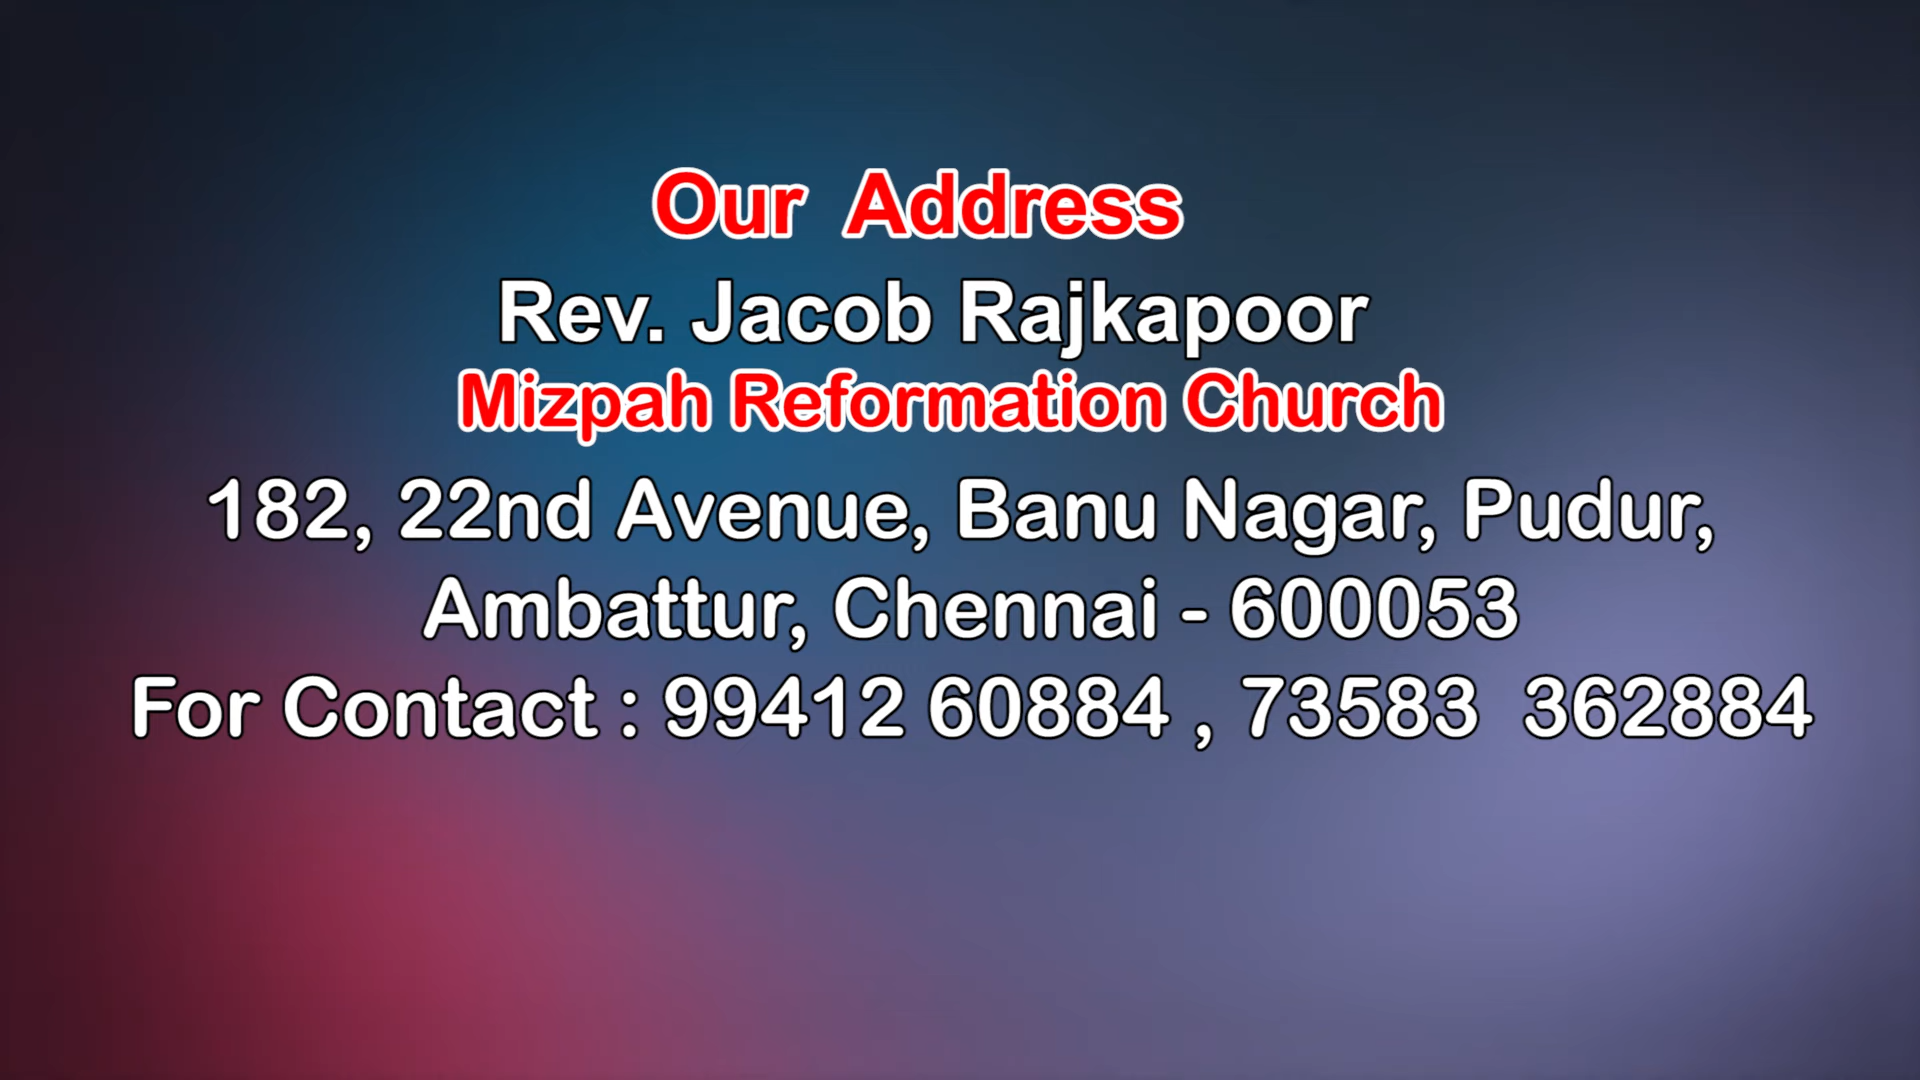 Our Address
Rev. Jacob Rajkapoor
Mizpah Reformation Church
182, 22nd Avenue, Banu Nagar, Pudur,
Ambattur, Chennai - 600053
For Contact : 99412 60884 , 73583 362884